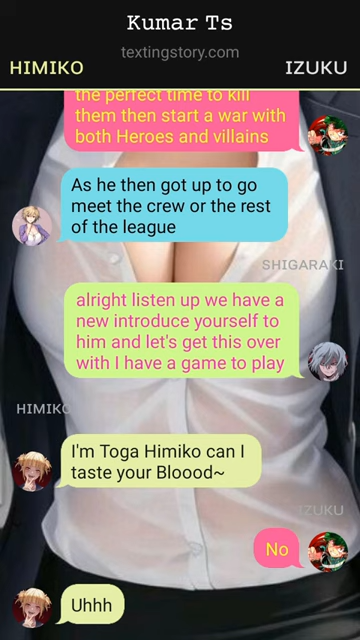 Kumar Ts
textingstory.com
HIMIKO
IZUKU
the perfect time to kill
them then start a war with
both Heroes and villains
As he then got up to go
meet the crew or the rest
of the league
SHIGARAKI
alright listen up we have a
new introduce yourself to
him and let's get this over
with I have a game to play
HIMIKO
I'm Toga Himiko can I
taste your Bloood~
IZUKU
No
Uhhh